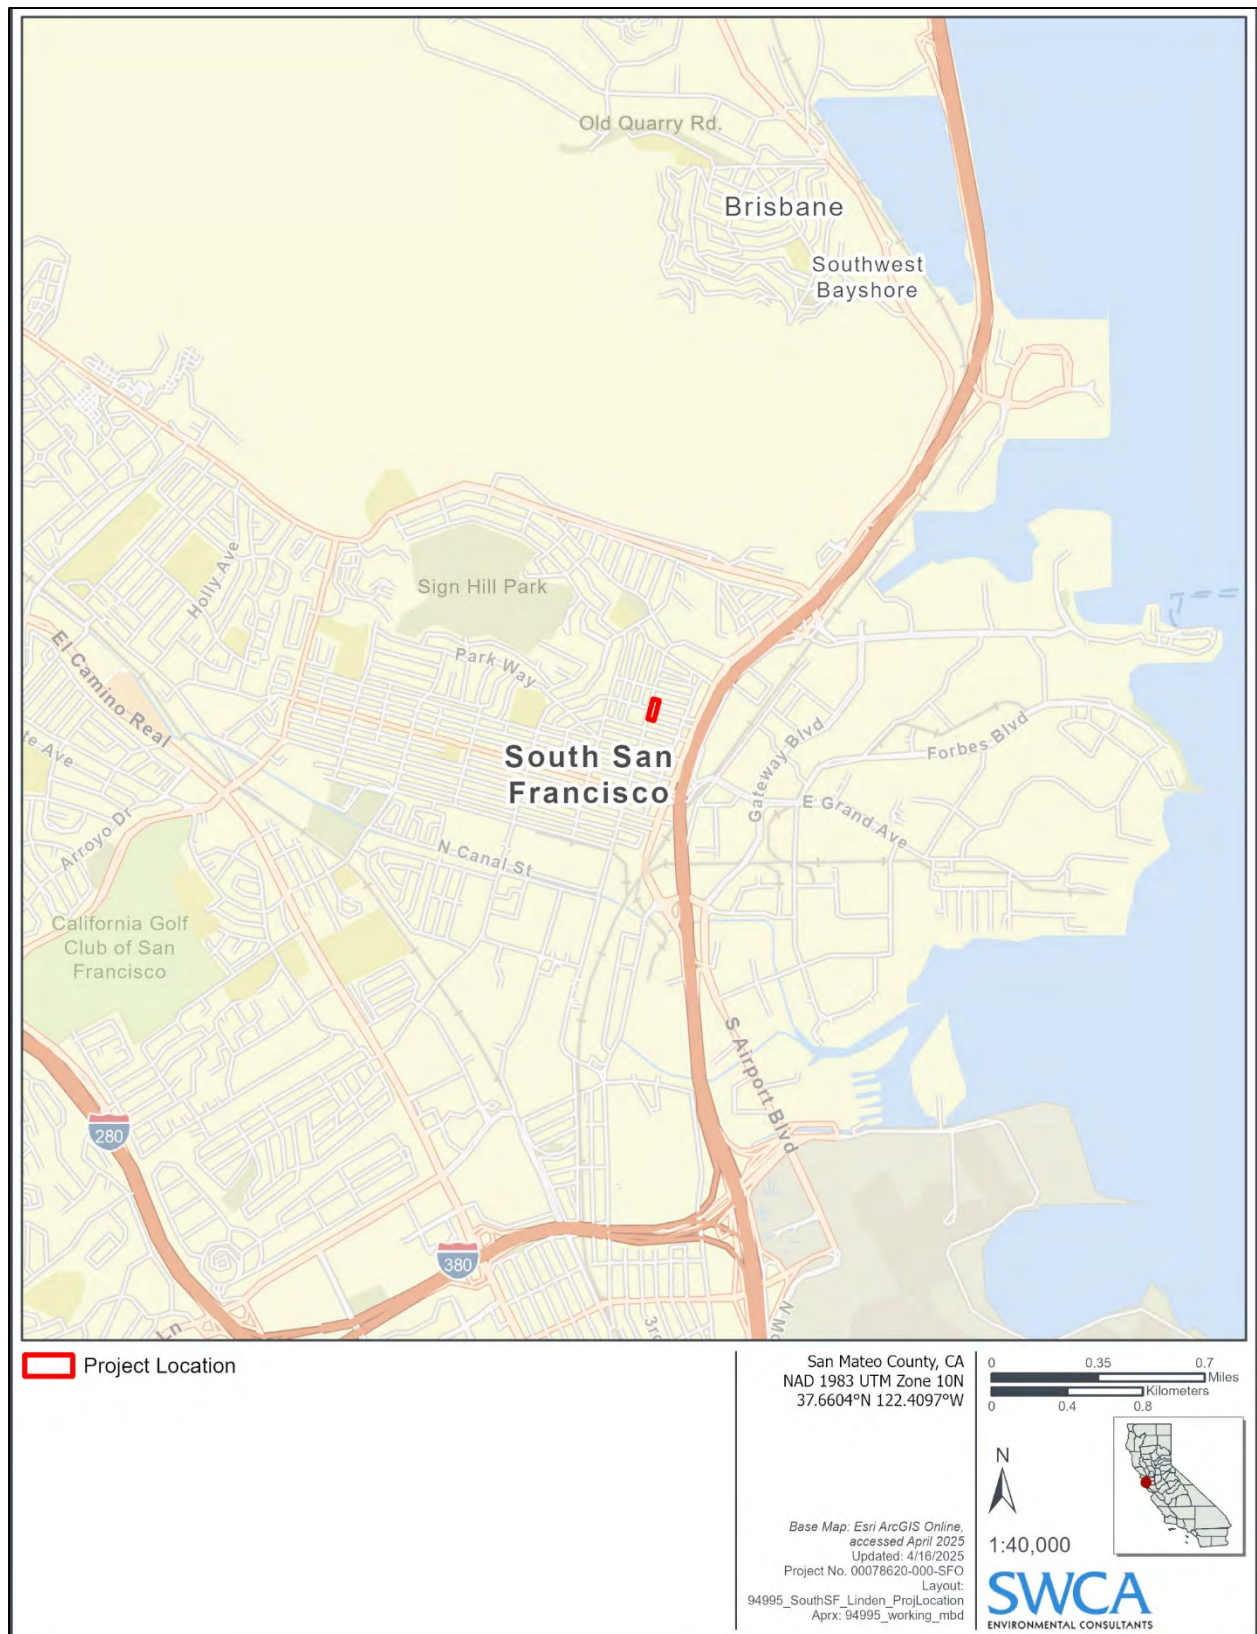 Old Quarry Rd.
Brisbane
Southwest
Bayshore
Holly Ave
Sign Hill Park
El Camino Real
Park Way
South San
Francisco
Gateway Blvd
Forbes Blvd
te Ave
E Grand Ave
Arroyo Dr
N Canal St
California Golf
Club of San
Francisco
S Airport Blvd
280
380
Ln
3r
N M
Project Location
San Mateo County, CA
NAD 1983 UTM Zone 10N
37.6604°N 122.4097°W
0 0.35 0.7
Miles
Kilometers
0 0.4 0.8
N
1:40,000
Base Map: Esri ArcGIS Online,
accessed April 2025
Updated: 4/16/2025
Project No. 00078620-000-SFO
Layout:
94995_SouthSF_Linden_ProjLocation
Aprx: 94995_working_mbd
SWCA
ENVIRONMENTAL CONSULTANTS